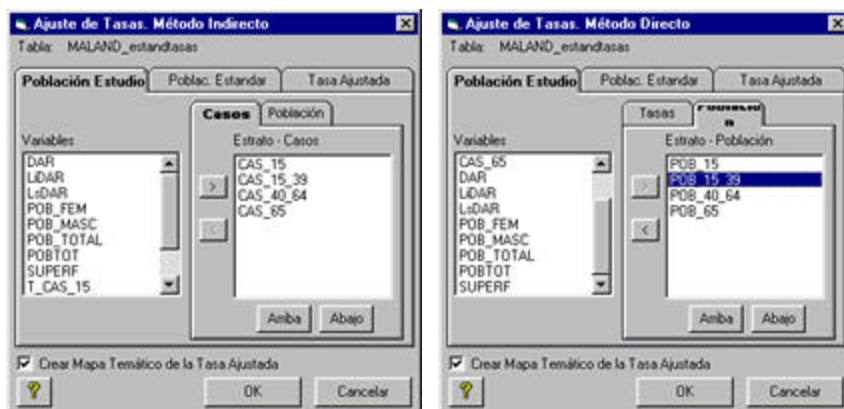 Ajuste de Tasas. Método Indirecto
Tabla: MALAND_estandtasas
Población Estudio
Poblac. Estandar
Tasa Ajustada
Casos
Población
Variables
Estrato - Casos
DAR
LiDAR
LsDAR
POB_FEM
POB_MASC
POB_TOTAL
POBTOT
SUPERF
T_CAS_15
CAS_15
CAS_15_39
CAS_40_64
CAS_65
>
<
Arriba
Abajo
Crear Mapa Temático de la Tasa Ajustada
?
OK
Cancelar
Ajuste de Tasas. Método Directo
Tabla: MALAND_estandtasas
Población Estudio
Poblac. Estandar
Tasa Ajustada
Tasas
Variables
Estrato - Población
CAS_65
DAR
LiDAR
LsDAR
POB_FEM
POB_MASC
POB_TOTAL
POBTOT
SUPERF
POB_15
POB_15_39
POB_40_64
POB_65
>
<
Arriba
Abajo
Crear Mapa Temático de la Tasa Ajustada
?
OK
Cancelar